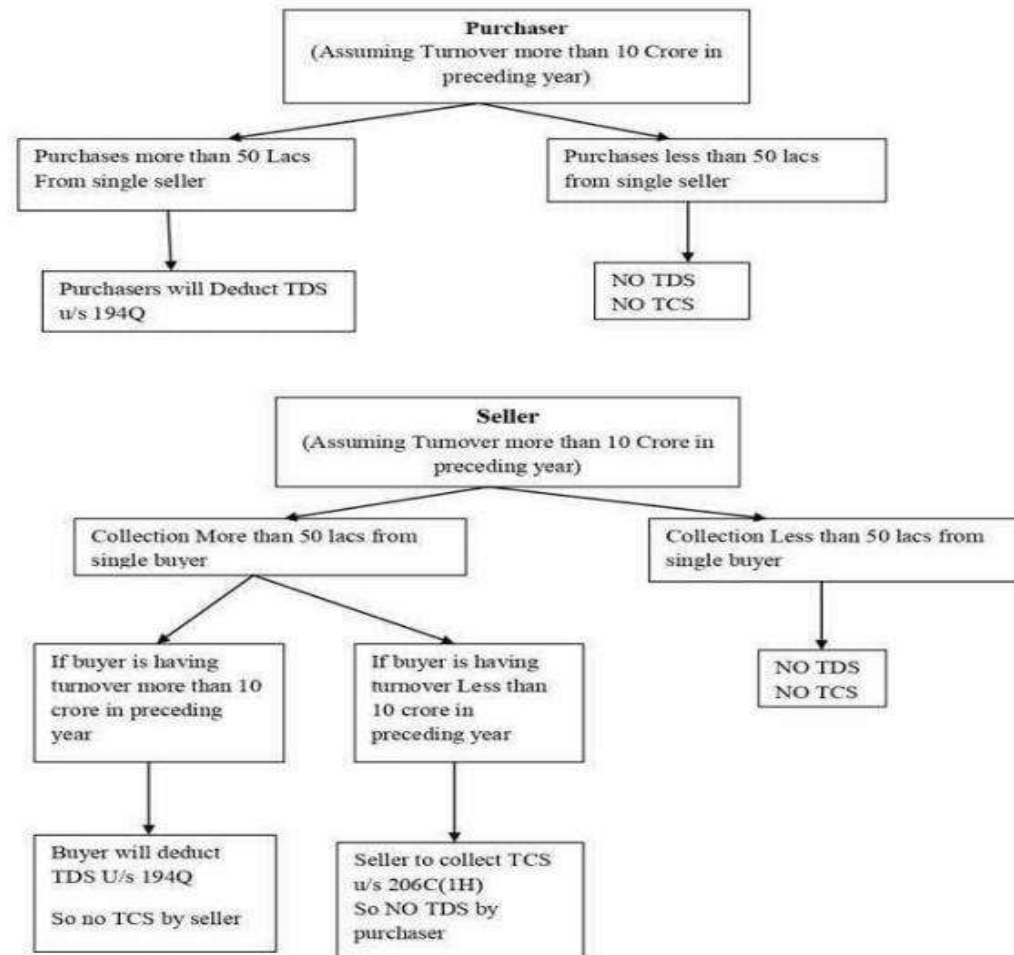 Purchaser
(Assuming Turnover more than 10 Crore in
preceding year)
Purchases more than 50 Lacs
From single seller
Purchases less than 50 lacs
from single seller
Purchasers will Deduct TDS
u/s 194Q
NO TDS
NO TCS
Seller
(Assuming Turnover more than 10 Crore in
preceding year)
Collection More than 50 lacs from
single buyer
Collection Less than 50 lacs from
single buyer
If buyer is having
turnover more than 10
crore in preceding
year
If buyer is having
turnover Less than
10 crore in
preceding year
NO TDS
NO TCS
Buyer will deduct
TDS U/s 194Q
So no TCS by seller
Seller to collect TCS
u/s 206C(1H)
So NO TDS by
purchaser